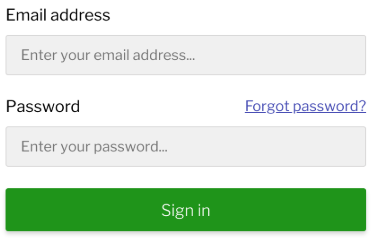 Email address
Enter your email address...
Password Forgot password?
Enter your password...
Sign in